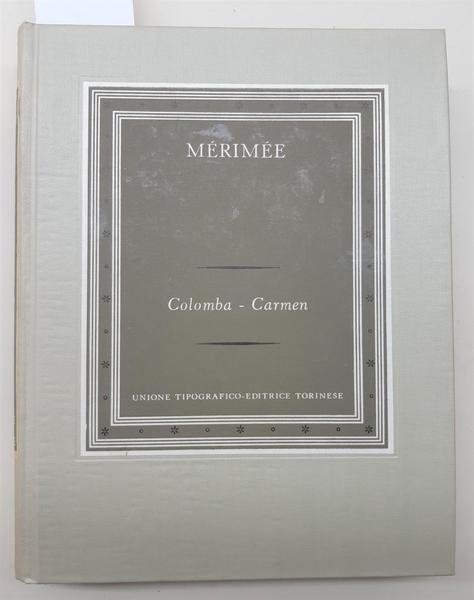 MÉRIMÉE
Colomba - Carmen
UNIONE TIPOGRAFICO-EDITRICE TORINESE